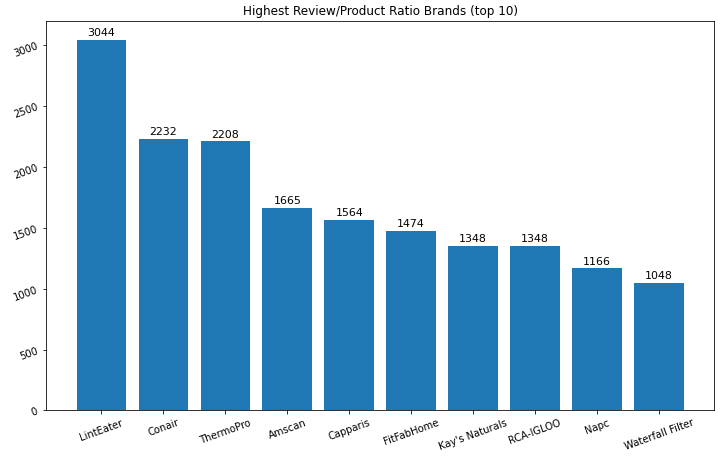 Highest Review/Product Ratio Brands (top 10)
3000
2500
2000
1500
1000
500
0
3044
2232
2208
1665
1564
1474
1348
1348
1166
1048
LintEater
Conair
ThermoPro
Amscan
Capparis
FitFabHome
Kay's Naturals
RCA-IGLOO
Napc
Waterfall Filter